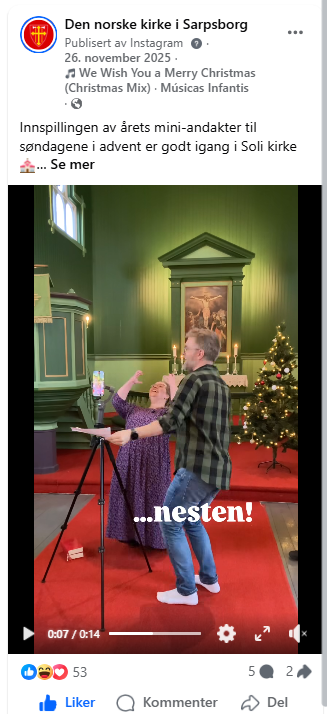 Den norske kirke i Sarpsborg
Publisert av Instagram ·
26. november 2025 ·
We Wish You a Merry Christmas
(Christmas Mix) · Músicas Infantis
·
Innspillingen av årets mini-andakter til
søndagene i advent er godt igang i Soli kirke
... Se mer
...nesten!
0:07 / 0:14
53
5
2
Liker
Kommenter
Del